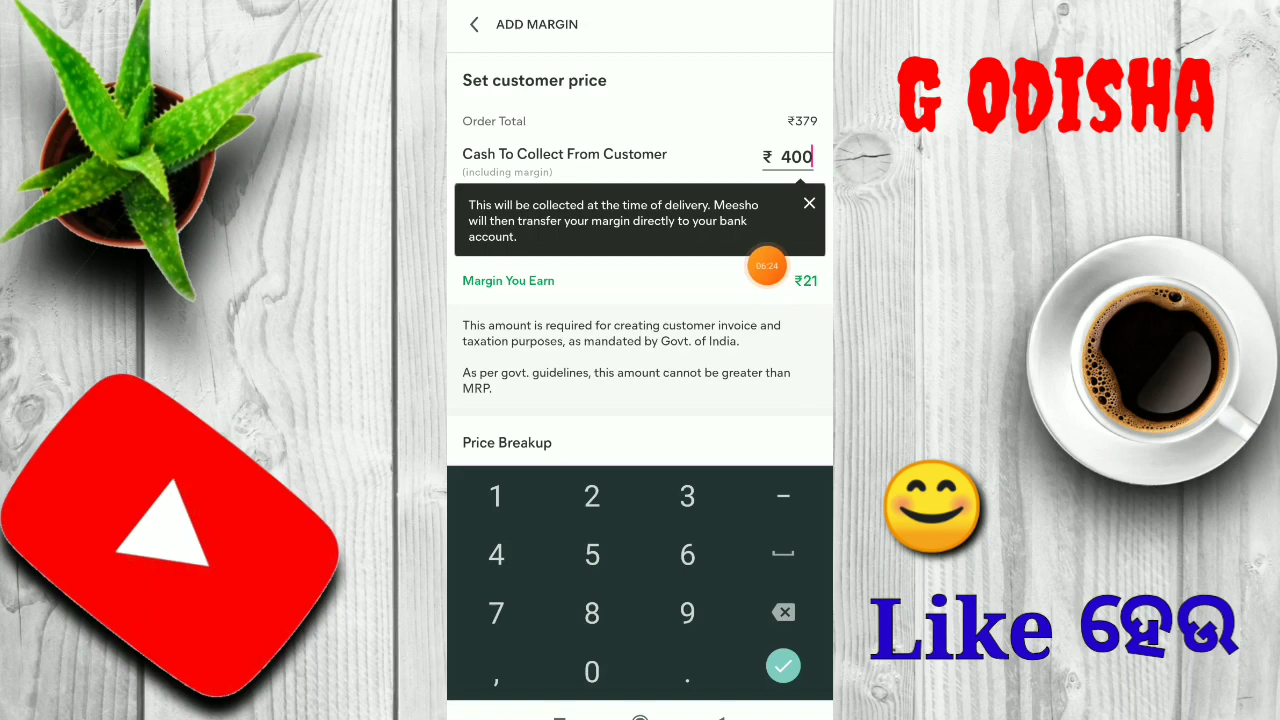 ADD MARGIN
G ODISHA
Set customer price
Order Total ₹379
Cash To Collect From Customer ₹ 400
(including margin)
This will be collected at the time of delivery. Meesho
will then transfer your margin directly to your bank
account.
06:24
Margin You Earn ₹21
This amount is required for creating customer invoice and
taxation purposes, as mandated by Govt. of India.
As per govt. guidelines, this amount cannot be greater than
MRP.
Price Breakup
1 2 3 -
4 5 6
7 8 9
, 0 .
Like ହେଉ